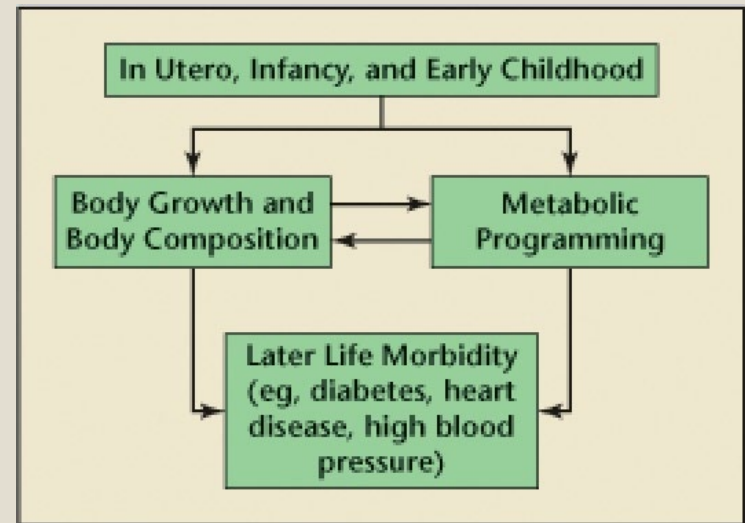 In Utero, Infancy, and Early Childhood
Body Growth and
Body Composition
Metabolic
Programming
Later Life Morbidity
(eg, diabetes, heart
disease, high blood
pressure)